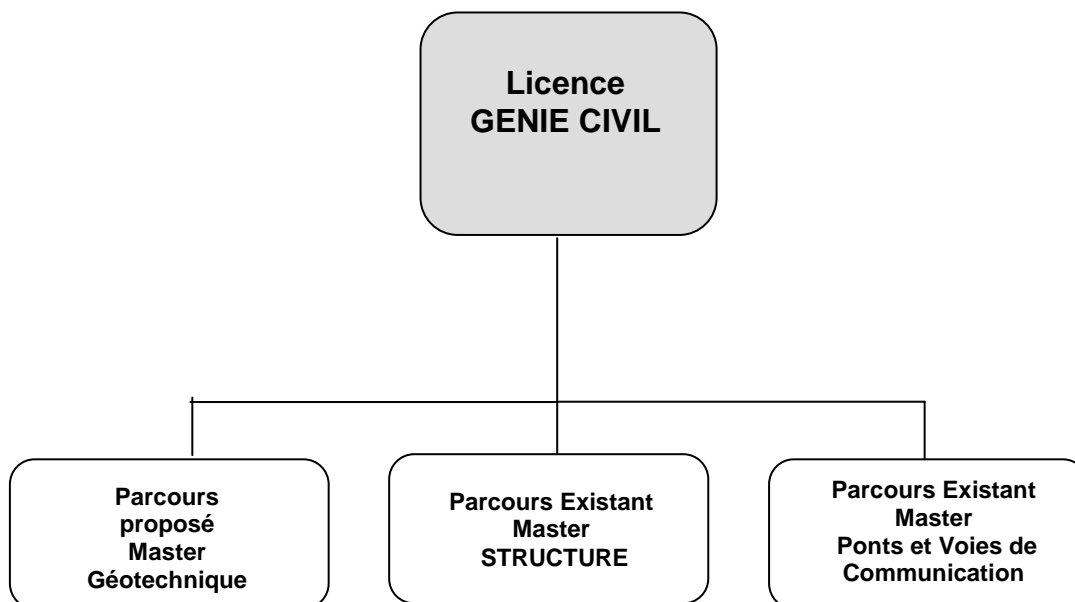 Licence
GENIE CIVIL
Parcours
proposé
Master
Géotechnique
Parcours Existant
Master
STRUCTURE
Parcours Existant
Master
Ponts et Voies de
Communication